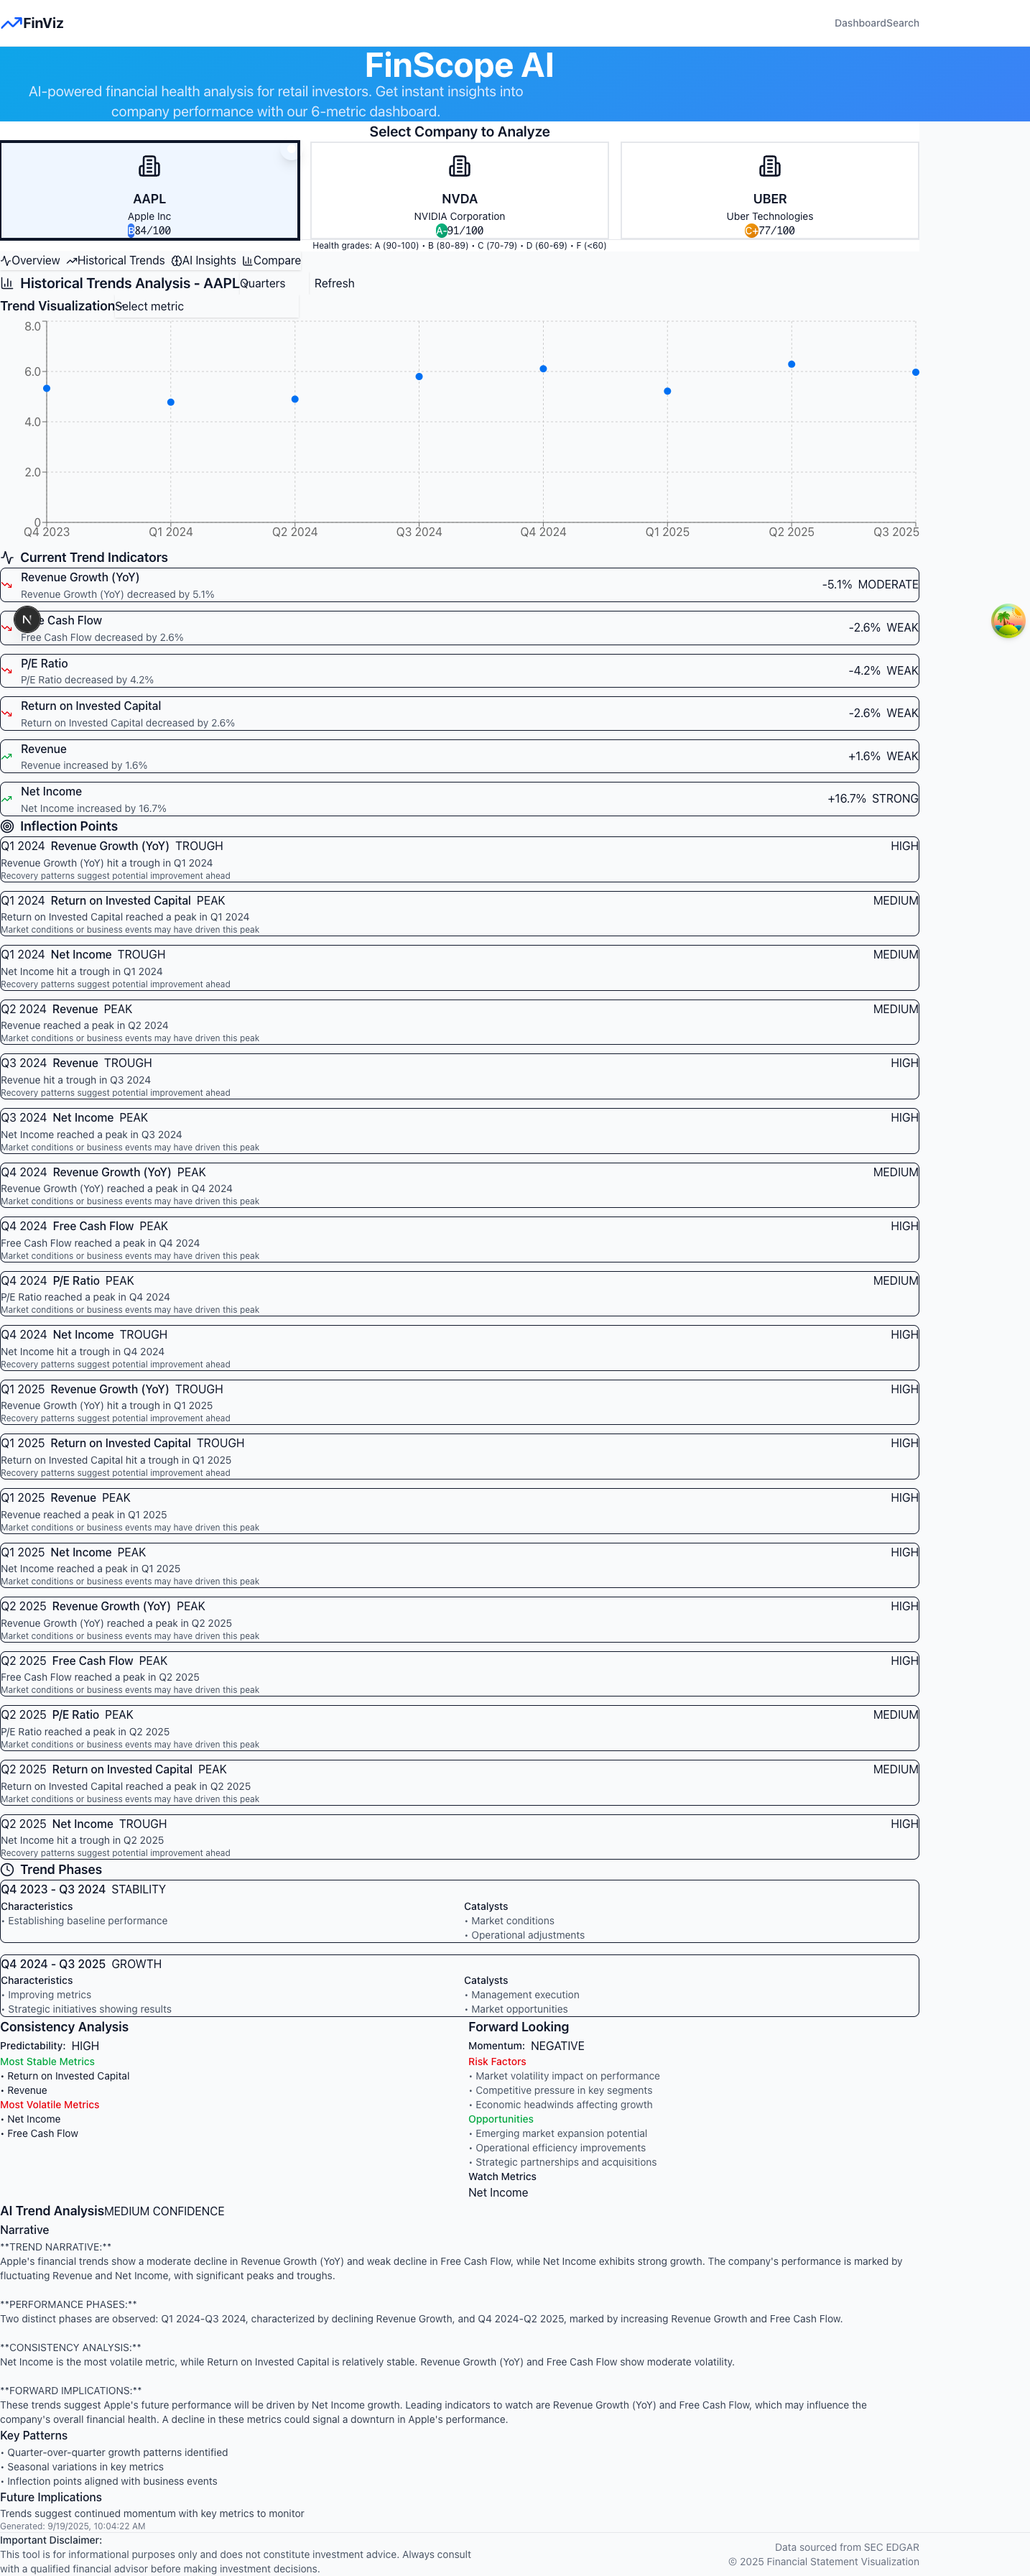 FinViz
DashboardSearch
FinScope AI
AI-powered financial health analysis for retail investors. Get instant insights into
company performance with our 6-metric dashboard.
Select Company to Analyze
AAPL
Apple Inc
B84/100
NVDA
NVIDIA Corporation
A-91/100
UBER
Uber Technologies
C+77/100
Health grades: A (90-100) • B (80-89) • C (70-79) • D (60-69) • F (<60)
Overview Historical Trends AI Insights Compare
Historical Trends Analysis - AAPL Quarters Refresh
Trend Visualization Select metric
8.0
6.0
4.0
2.0
0
Q4 2023 Q1 2024 Q2 2024 Q3 2024 Q4 2024 Q1 2025 Q2 2025 Q3 2025
Current Trend Indicators
Revenue Growth (YoY)
Revenue Growth (YoY) decreased by 5.1%
-5.1% MODERATE
N
e Cash Flow
Free Cash Flow decreased by 2.6%
-2.6% WEAK
P/E Ratio
P/E Ratio decreased by 4.2%
-4.2% WEAK
Return on Invested Capital
Return on Invested Capital decreased by 2.6%
-2.6% WEAK
Revenue
Revenue increased by 1.6%
+1.6% WEAK
Net Income
Net Income increased by 16.7%
+16.7% STRONG
Inflection Points
Q1 2024 Revenue Growth (YoY) TROUGH HIGH
Revenue Growth (YoY) hit a trough in Q1 2024
Recovery patterns suggest potential improvement ahead
Q1 2024 Return on Invested Capital PEAK MEDIUM
Return on Invested Capital reached a peak in Q1 2024
Market conditions or business events may have driven this peak
Q1 2024 Net Income TROUGH MEDIUM
Net Income hit a trough in Q1 2024
Recovery patterns suggest potential improvement ahead
Q2 2024 Revenue PEAK MEDIUM
Revenue reached a peak in Q2 2024
Market conditions or business events may have driven this peak
Q3 2024 Revenue TROUGH HIGH
Revenue hit a trough in Q3 2024
Recovery patterns suggest potential improvement ahead
Q3 2024 Net Income PEAK HIGH
Net Income reached a peak in Q3 2024
Market conditions or business events may have driven this peak
Q4 2024 Revenue Growth (YoY) PEAK MEDIUM
Revenue Growth (YoY) reached a peak in Q4 2024
Market conditions or business events may have driven this peak
Q4 2024 Free Cash Flow PEAK HIGH
Free Cash Flow reached a peak in Q4 2024
Market conditions or business events may have driven this peak
Q4 2024 P/E Ratio PEAK MEDIUM
P/E Ratio reached a peak in Q4 2024
Market conditions or business events may have driven this peak
Q4 2024 Net Income TROUGH HIGH
Net Income hit a trough in Q4 2024
Recovery patterns suggest potential improvement ahead
Q1 2025 Revenue Growth (YoY) TROUGH HIGH
Revenue Growth (YoY) hit a trough in Q1 2025
Recovery patterns suggest potential improvement ahead
Q1 2025 Return on Invested Capital TROUGH HIGH
Return on Invested Capital hit a trough in Q1 2025
Recovery patterns suggest potential improvement ahead
Q1 2025 Revenue PEAK HIGH
Revenue reached a peak in Q1 2025
Market conditions or business events may have driven this peak
Q1 2025 Net Income PEAK HIGH
Net Income reached a peak in Q1 2025
Market conditions or business events may have driven this peak
Q2 2025 Revenue Growth (YoY) PEAK HIGH
Revenue Growth (YoY) reached a peak in Q2 2025
Market conditions or business events may have driven this peak
Q2 2025 Free Cash Flow PEAK HIGH
Free Cash Flow reached a peak in Q2 2025
Market conditions or business events may have driven this peak
Q2 2025 P/E Ratio PEAK MEDIUM
P/E Ratio reached a peak in Q2 2025
Market conditions or business events may have driven this peak
Q2 2025 Return on Invested Capital PEAK MEDIUM
Return on Invested Capital reached a peak in Q2 2025
Market conditions or business events may have driven this peak
Q2 2025 Net Income TROUGH HIGH
Net Income hit a trough in Q2 2025
Recovery patterns suggest potential improvement ahead
Trend Phases
Q4 2023 - Q3 2024 STABILITY
Characteristics
• Establishing baseline performance
Catalysts
• Market conditions
• Operational adjustments
Q4 2024 - Q3 2025 GROWTH
Characteristics
• Improving metrics
• Strategic initiatives showing results
Catalysts
• Management execution
• Market opportunities
Consistency Analysis
Predictability: HIGH
Most Stable Metrics
• Return on Invested Capital
• Revenue
Most Volatile Metrics
• Net Income
• Free Cash Flow
Forward Looking
Momentum: NEGATIVE
Risk Factors
• Market volatility impact on performance
• Competitive pressure in key segments
• Economic headwinds affecting growth
Opportunities
• Emerging market expansion potential
• Operational efficiency improvements
• Strategic partnerships and acquisitions
Watch Metrics
Net Income
AI Trend AnalysisMEDIUM CONFIDENCE
Narrative
**TREND NARRATIVE:**
Apple's financial trends show a moderate decline in Revenue Growth (YoY) and weak decline in Free Cash Flow, while Net Income exhibits strong growth. The company's performance is marked by
fluctuating Revenue and Net Income, with significant peaks and troughs.
**PERFORMANCE PHASES:**
Two distinct phases are observed: Q1 2024-Q3 2024, characterized by declining Revenue Growth, and Q4 2024-Q2 2025, marked by increasing Revenue Growth and Free Cash Flow.
**CONSISTENCY ANALYSIS:**
Net Income is the most volatile metric, while Return on Invested Capital is relatively stable. Revenue Growth (YoY) and Free Cash Flow show moderate volatility.
**FORWARD IMPLICATIONS:**
These trends suggest Apple's future performance will be driven by Net Income growth. Leading indicators to watch are Revenue Growth (YoY) and Free Cash Flow, which may influence the
company's overall financial health. A decline in these metrics could signal a downturn in Apple's performance.
Key Patterns
• Quarter-over-quarter growth patterns identified
• Seasonal variations in key metrics
• Inflection points aligned with business events
Future Implications
Trends suggest continued momentum with key metrics to monitor
Generated: 9/19/2025, 10:04:22 AM
Important Disclaimer:
This tool is for informational purposes only and does not constitute investment advice. Always consult
with a qualified financial advisor before making investment decisions.
Data sourced from SEC EDGAR
© 2025 Financial Statement Visualization